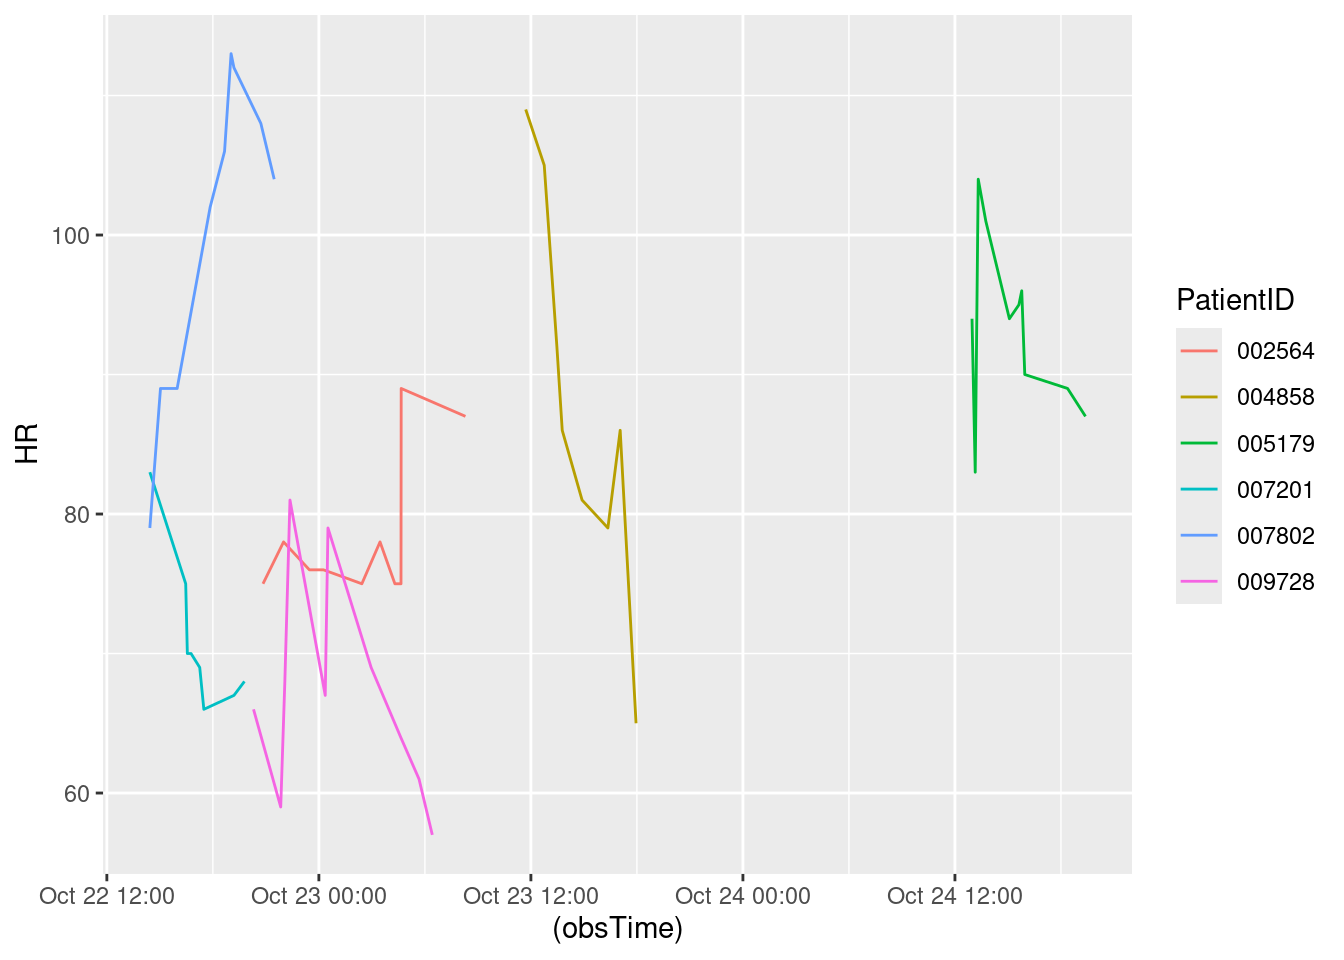 100
80
60
HR
Oct 22 12:00
Oct 23 00:00
Oct 23 12:00
Oct 24 00:00
Oct 24 12:00
(obsTime)
PatientID
002564
004858
005179
007201
007802
009728